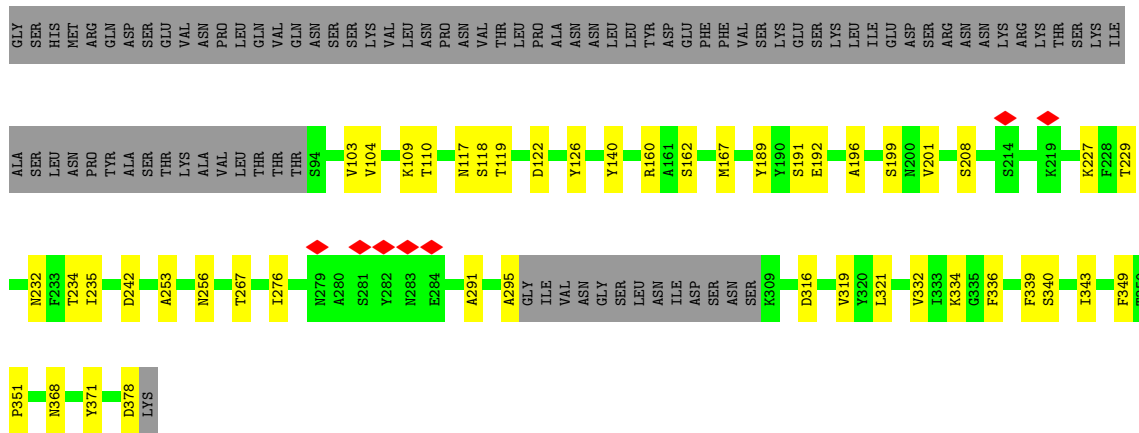 GLY SER HIS MET ARG GLN ASP SER GLU VAL ASN PRO LEU GLN VAL GLN ASN SER SER LYS VAL LEU ASN PRO ASN VAL THR LEU PRO ALA ASN ASN LEU LEU TYR ASP GLU PHE PHE VAL SER LYS GLU SER LYS LEU ILE GLU ASP SER ARG ASN ASN LYS ARG LYS THR SER LYS ILE
ALA SER LEU ASN PRO TYR ALA SER THR LYS ALA VAL LEU THR THR THR S94 V103 V104 K109 T110 N117 S118 T119 D122 Y126 Y140 R160 A161 S162 M167 Y189 Y190 S191 E192 A196 S199 N200 V201 S208 S214 K219 K227 F228 T229
N232 F233 T234 I235 D242 A253 N256 T267 I276 N279 A280 S281 Y282 N283 E284 A291 A295 GLY ILE VAL ASN GLY SER LEU ASN ILE ASP SER ASN SER K309 D316 V319 Y320 L321 V332 I333 K334 G335 F336 F339 S340 I343 F349
P351 N368 Y371 D378 LYS